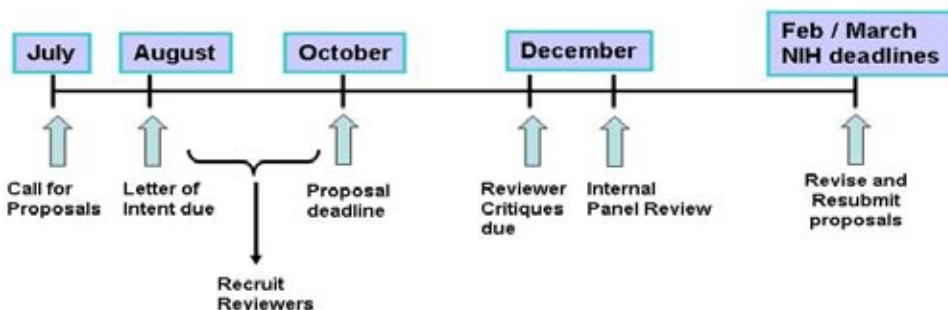 July
August
October
December
Feb / March
NIH deadlines
Call for
Proposals
Letter of
Intent due
Proposal
deadline
Reviewer
Critiques
due
Internal
Panel Review
Revise and
Resubmit
proposals
Recruit
Reviewers